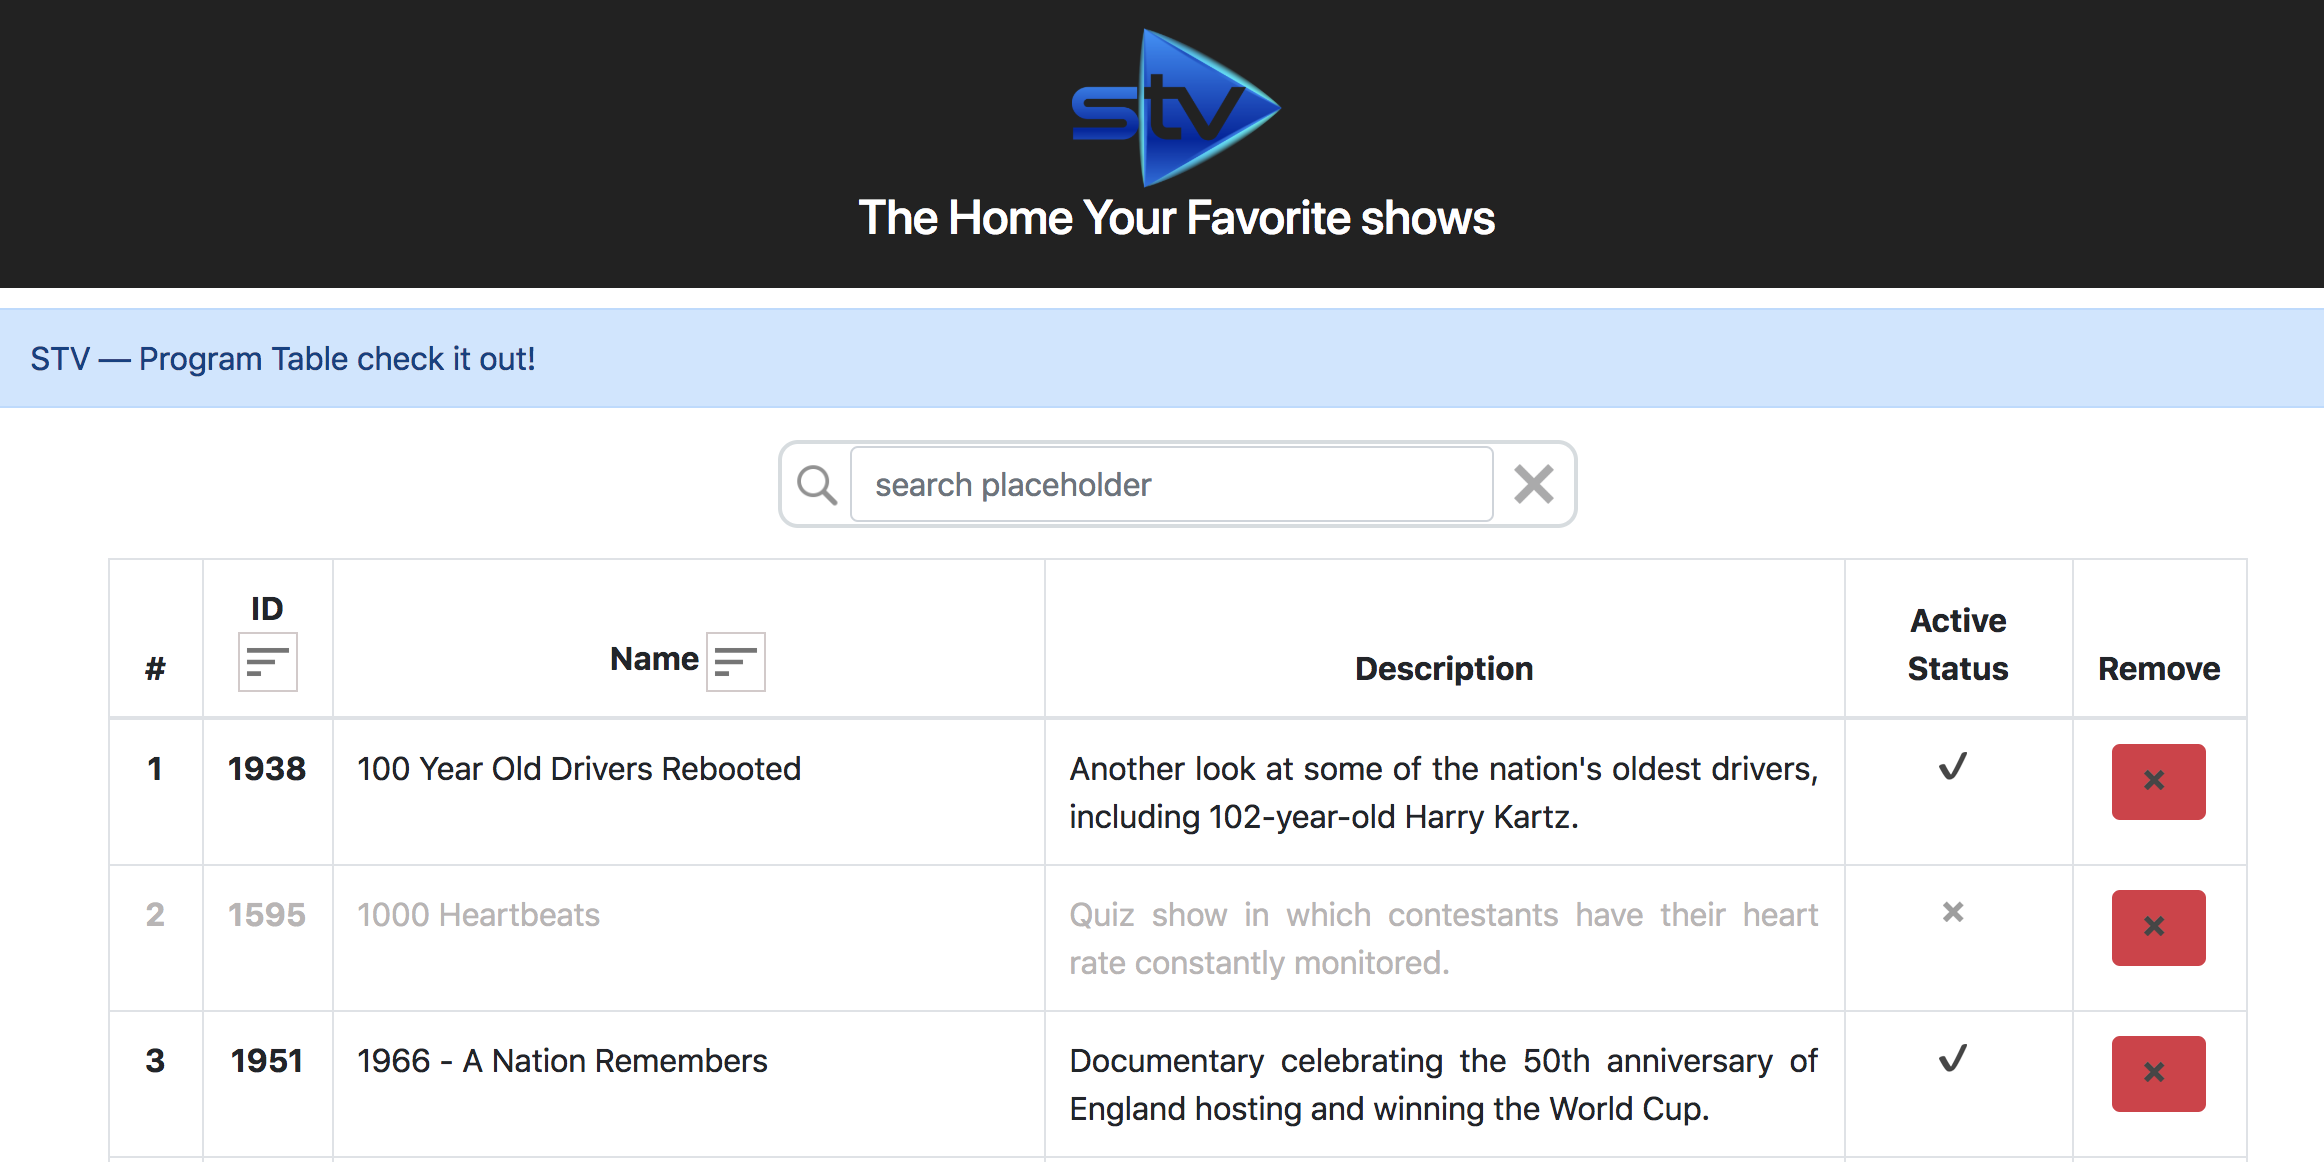 stv
The Home Your Favorite shows
STV — Program Table check it out!
search placeholder
#
ID
Name
Description
Active
Status
Remove
1
1938
100 Year Old Drivers Rebooted
Another look at some of the nation's oldest drivers,
including 102-year-old Harry Kartz.
2
1595
1000 Heartbeats
Quiz show in which contestants have their heart
rate constantly monitored.
3
1951
1966 - A Nation Remembers
Documentary celebrating the 50th anniversary of
England hosting and winning the World Cup.